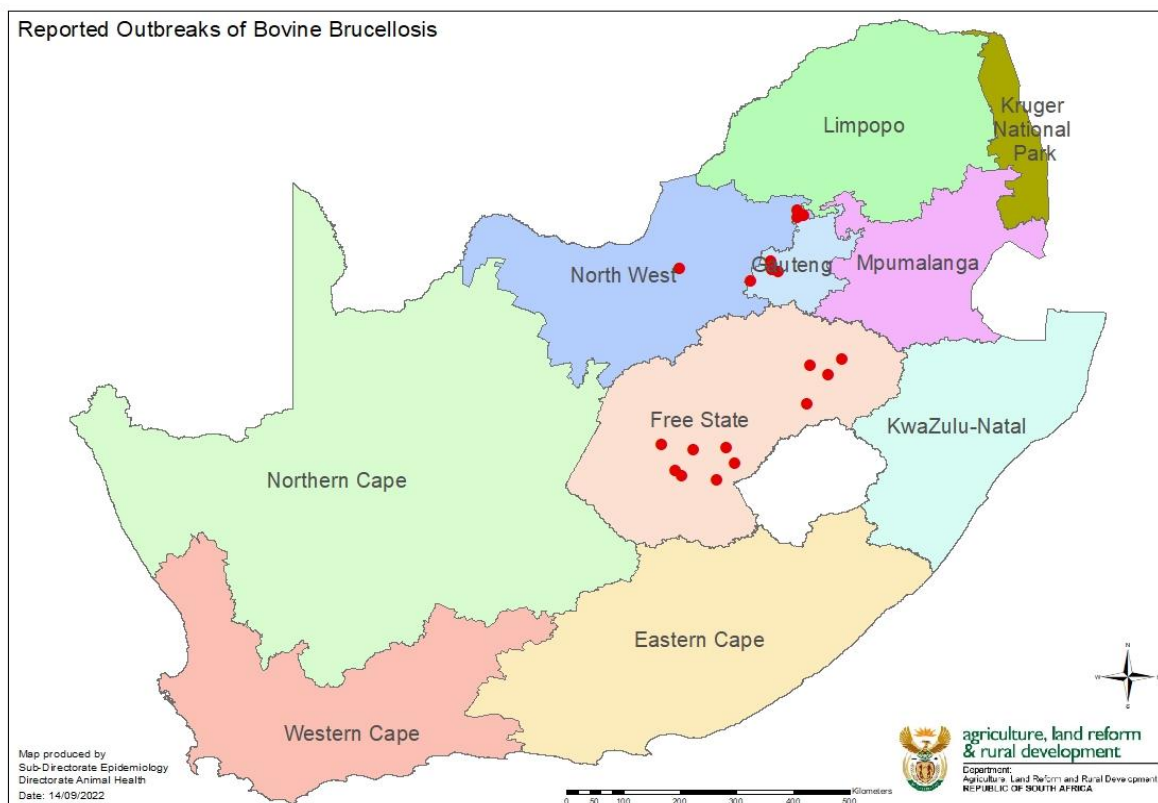 Reported Outbreaks of Bovine Brucellosis
Kruger
National
Park
Limpopo
North West
Gauteng
Mpumalanga
Free State
KwaZulu-Natal
Northern Cape
Eastern Cape
Western Cape
N
W
S
Map produced by
Sub-Directorate Epidemiology
Directorate Animal Health
Date: 14/09/2022
Kilometers
0 50 100 200 300 400 500
agriculture, land reform
& rural development
Department:
Agriculture, Land Reform and Rural Development
REPUBLIC OF SOUTH AFRICA